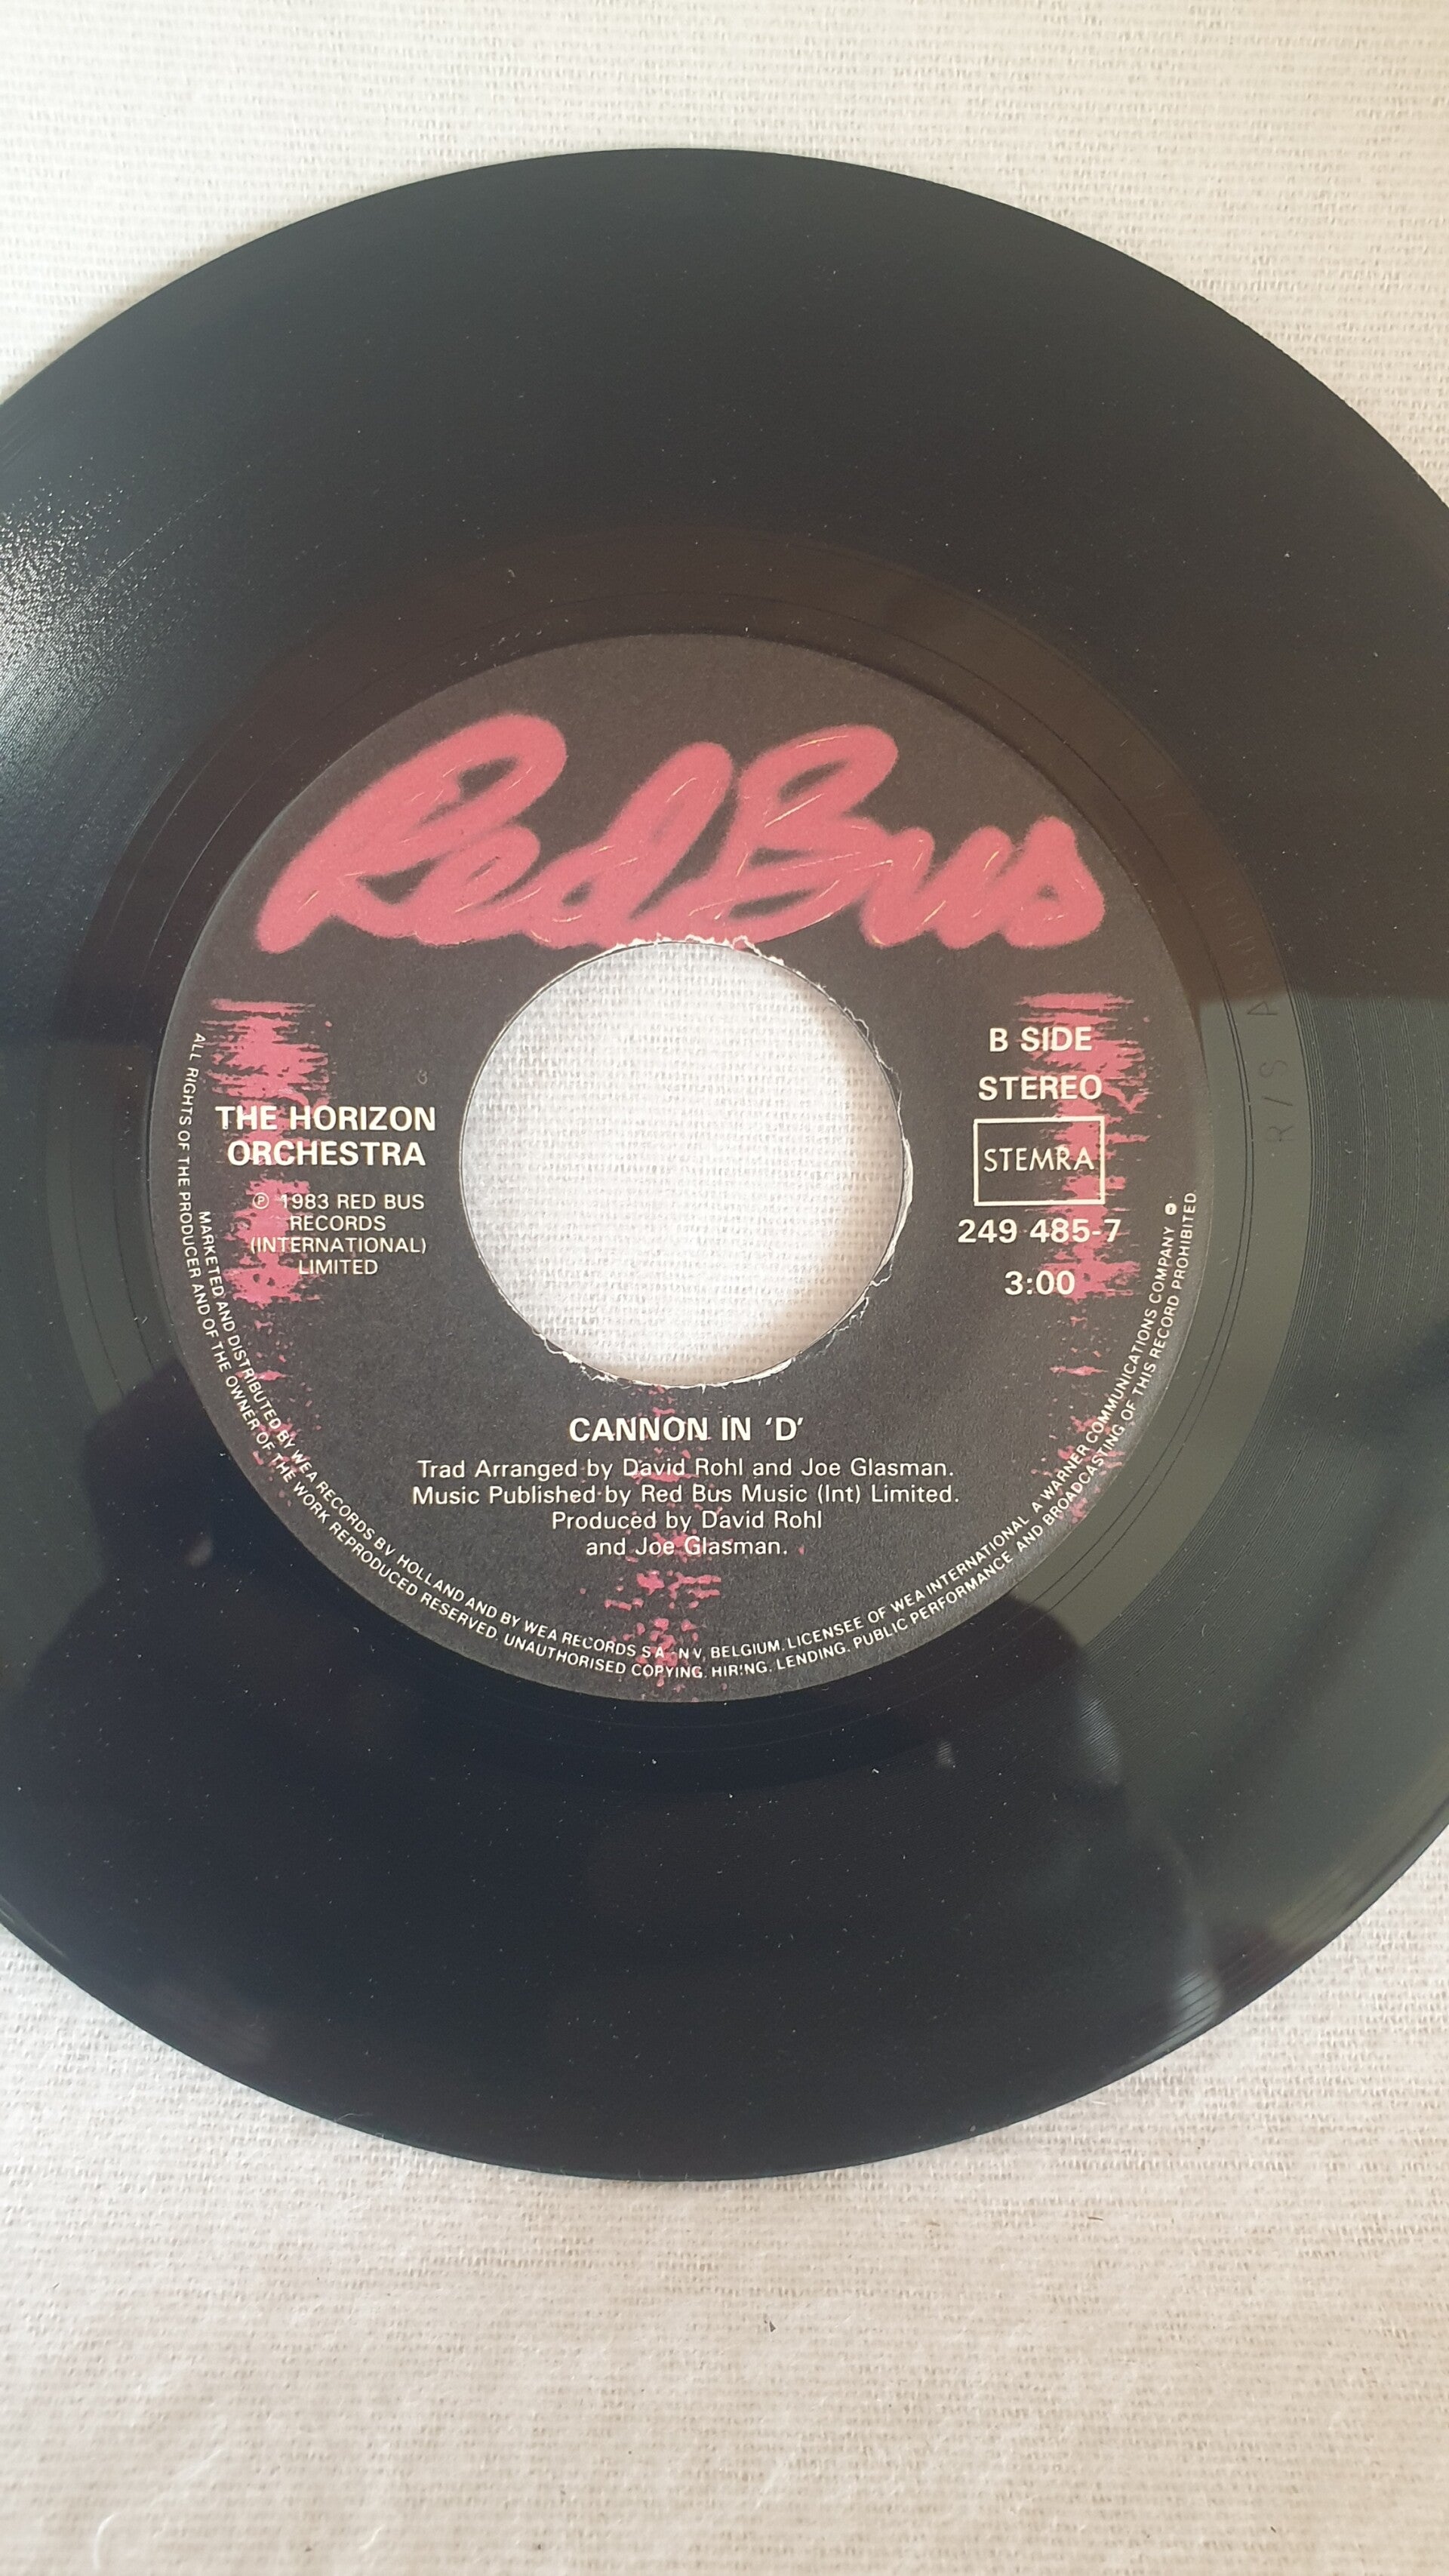 Red Bus
THE HORIZON
ORCHESTRA
℗ 1983 RED BUS
RECORDS
(INTERNATIONAL)
LIMITED
B SIDE
STEREO
STEMRA
249 485-7
3:00
CANNON IN ‘D’
Trad Arranged by David Rohl and Joe Glasman.
Music Published by Red Bus Music (Int) Limited.
Produced by David Rohl
and Joe Glasman.
MARKETED AND DISTRIBUTED BY WEA RECORDS BV HOLLAND AND BY WEA RECORDS S A N V, BELGIUM. LICENSEE OF WEA INTERNATIONAL A WARNER COMMUNICATIONS COMPANY
ALL RIGHTS OF THE PRODUCER AND OF THE OWNER OF THE WORK REPRODUCED RESERVED. UNAUTHORISED COPYING. HIRING. LENDING. PUBLIC PERFORMANCE AND BROADCASTING OF THIS RECORD PROHIBITED
R/S A